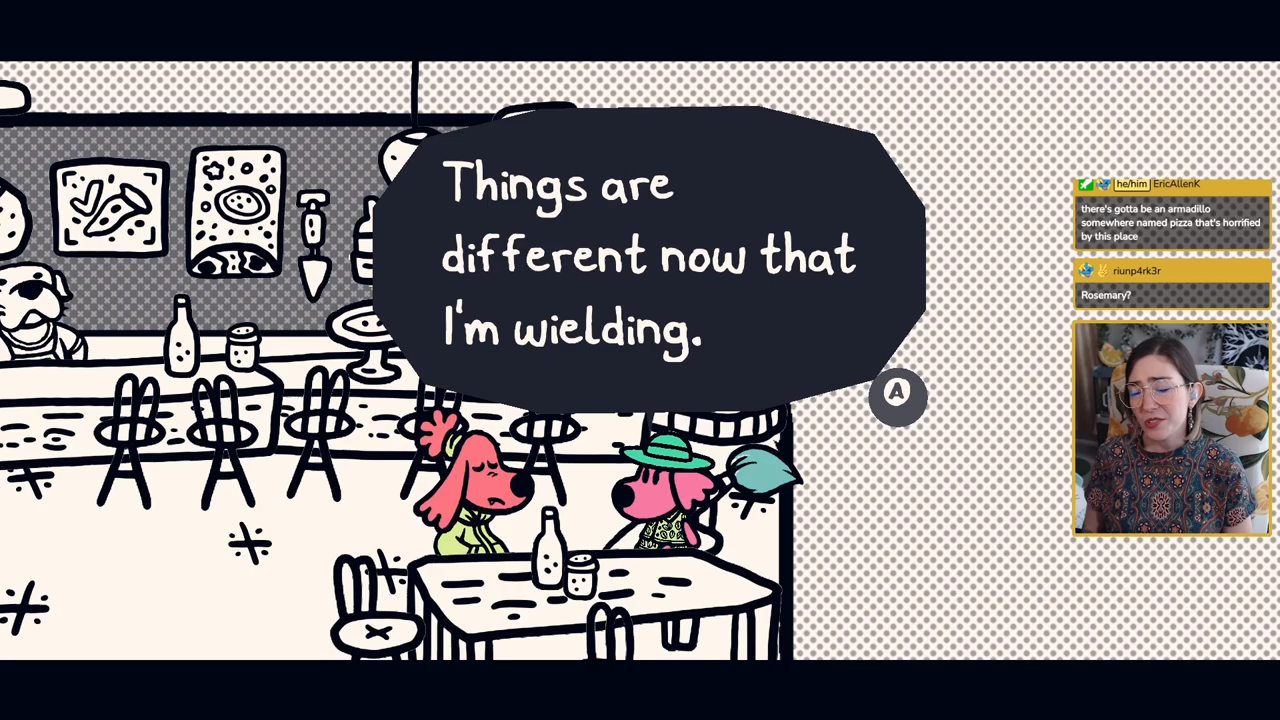 Things are
different now that
I'm wielding.
A
he/him EricAllenK
there's gotta be an armadillo
somewhere named pizza that's horrified
by this place
riunp4rk3r
Rosemary?